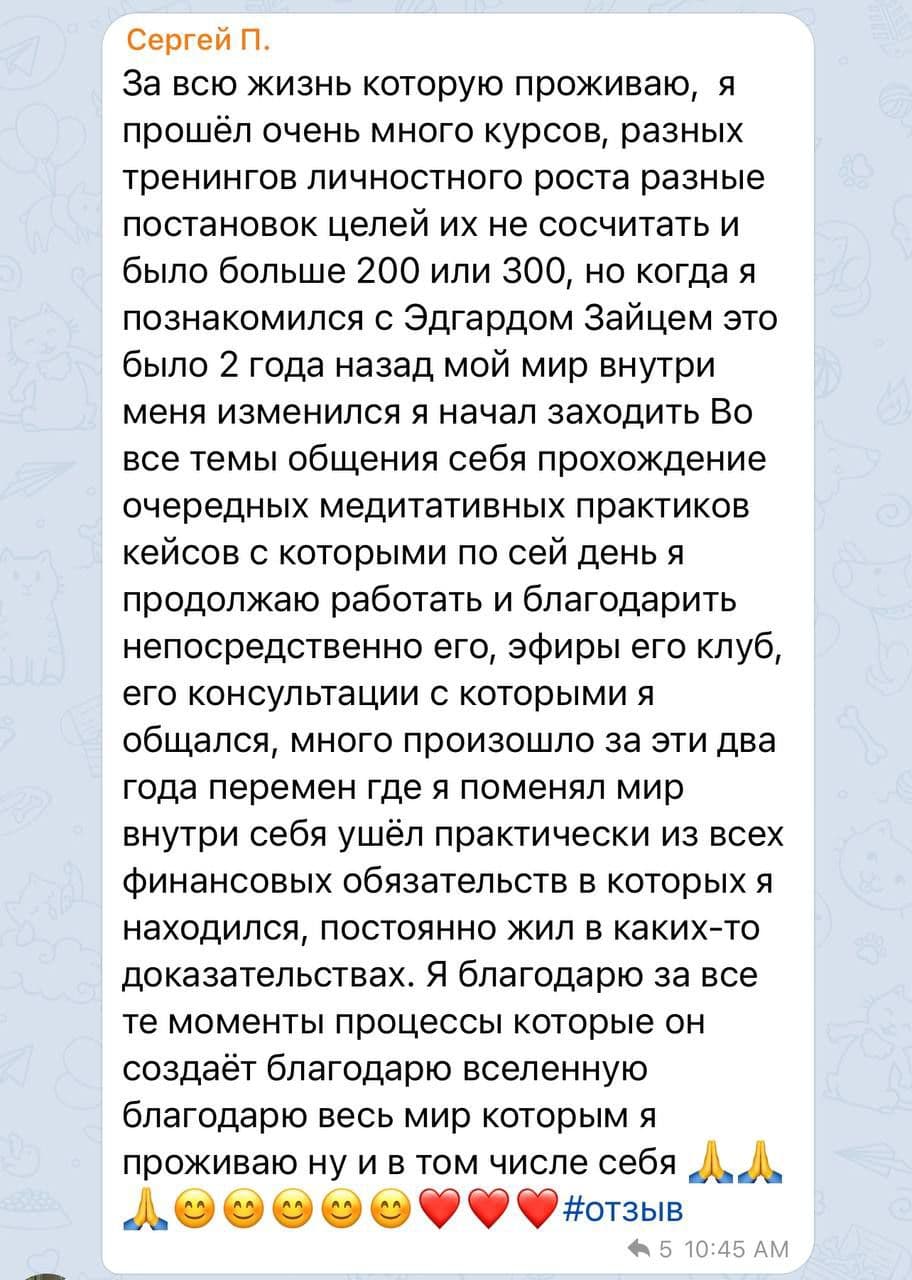 Сергей П.
За всю жизнь которую проживаю,  я
прошёл очень много курсов, разных
тренингов личностного роста разные
постановок целей их не сосчитать и
было больше 200 или 300, но когда я
познакомился с Эдгардом Зайцем это
было 2 года назад мой мир внутри
меня изменился я начал заходить Во
все темы общения себя прохождение
очередных медитативных практиков
кейсов с которыми по сей день я
продолжаю работать и благодарить
непосредственно его, эфиры его клуб,
его консультации с которыми я
общался, много произошло за эти два
года перемен где я поменял мир
внутри себя ушёл практически из всех
финансовых обязательств в которых я
находился, постоянно жил в каких-то
доказательствах. Я благодарю за все
те моменты процессы которые он
создаёт благодарю вселенную
благодарю весь мир которым я
проживаю ну и в том числе себя 🙏🙏
🙏😊😊😊😊😊❤️❤️❤️#отзыв
5 10:45 AM